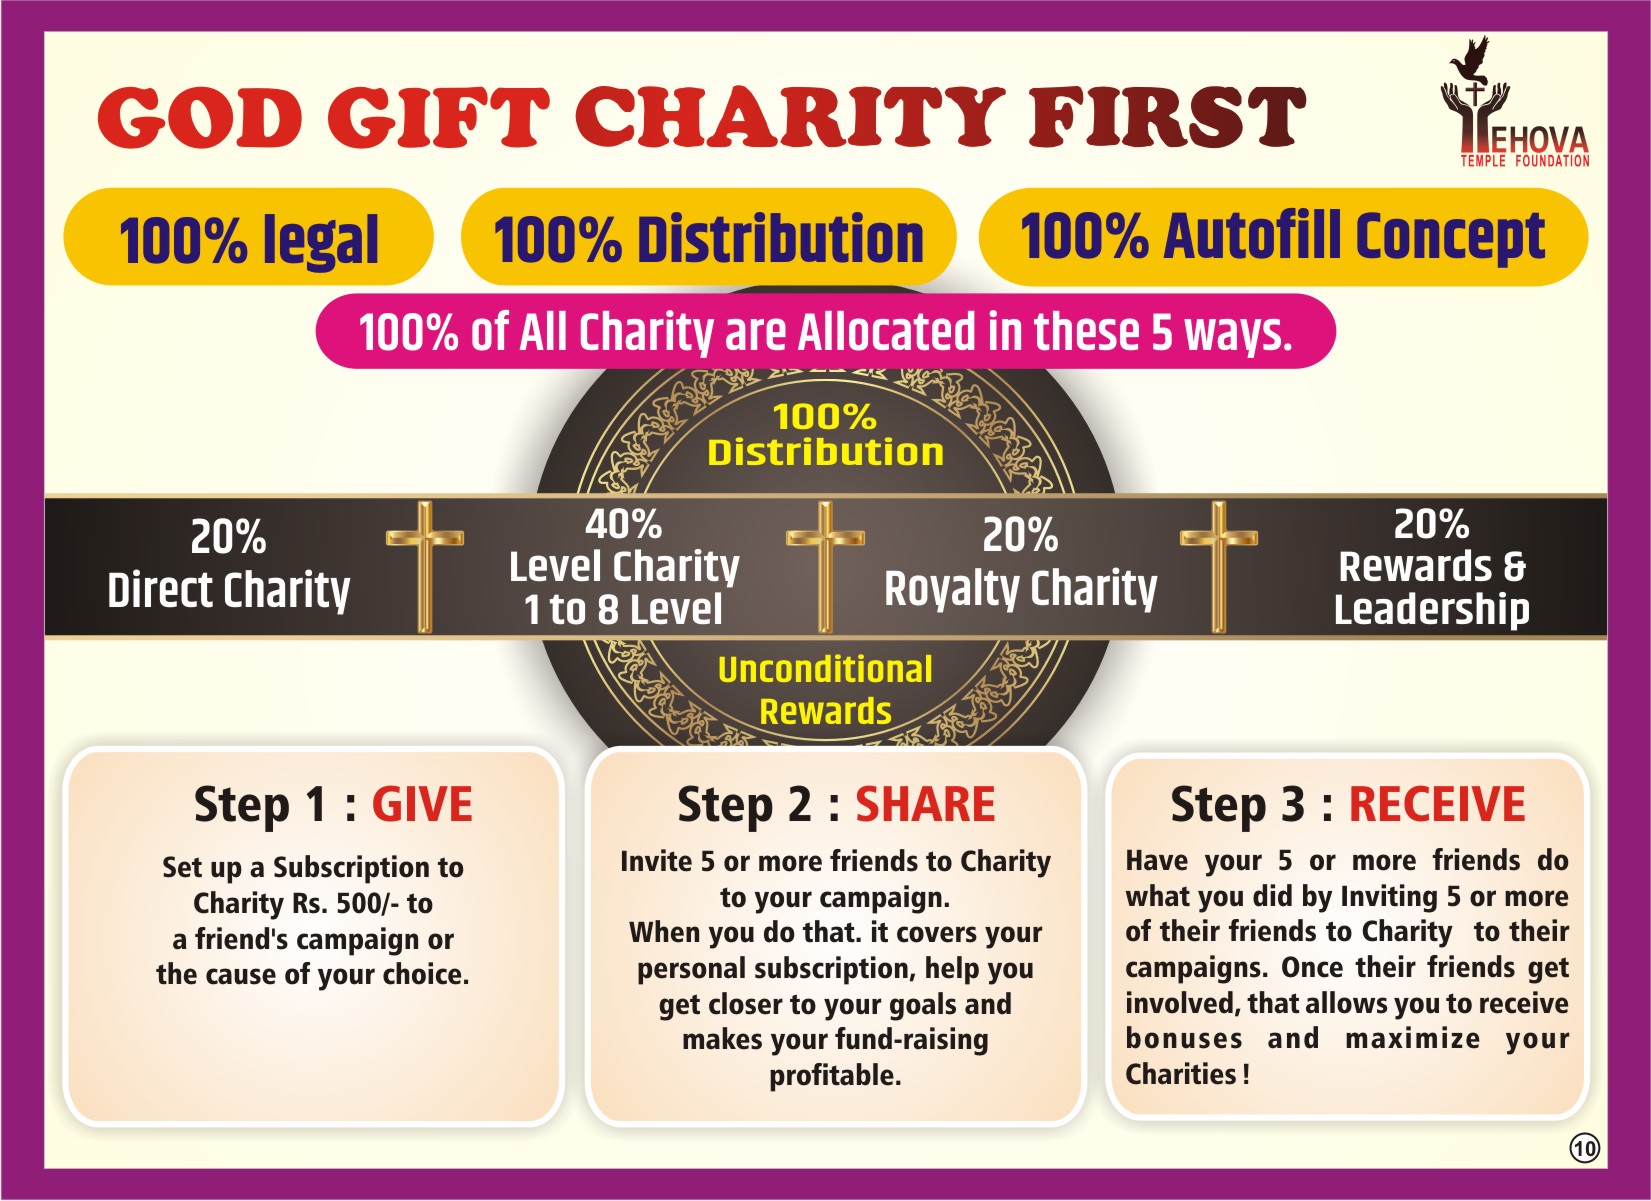 GOD GIFT CHARITY FIRST
EHOVA
TEMPLE FOUNDATION
100% legal
100% Distribution
100% Autofill Concept
100% of All Charity are Allocated in these 5 ways.
100%
Distribution
20%
Direct Charity
40%
Level Charity
1 to 8 Level
20%
Royalty Charity
20%
Rewards &
Leadership
Unconditional
Rewards
Step 1 : GIVE
Set up a Subscription to
Charity Rs. 500/- to
a friend's campaign or
the cause of your choice.
Step 2 : SHARE
Invite 5 or more friends to Charity
to your campaign.
When you do that. it covers your
personal subscription, help you
get closer to your goals and
makes your fund-raising
profitable.
Step 3 : RECEIVE
Have your 5 or more friends do
what you did by Inviting 5 or more
of their friends to Charity to their
campaigns. Once their friends get
involved, that allows you to receive
bonuses and maximize your
Charities !
10